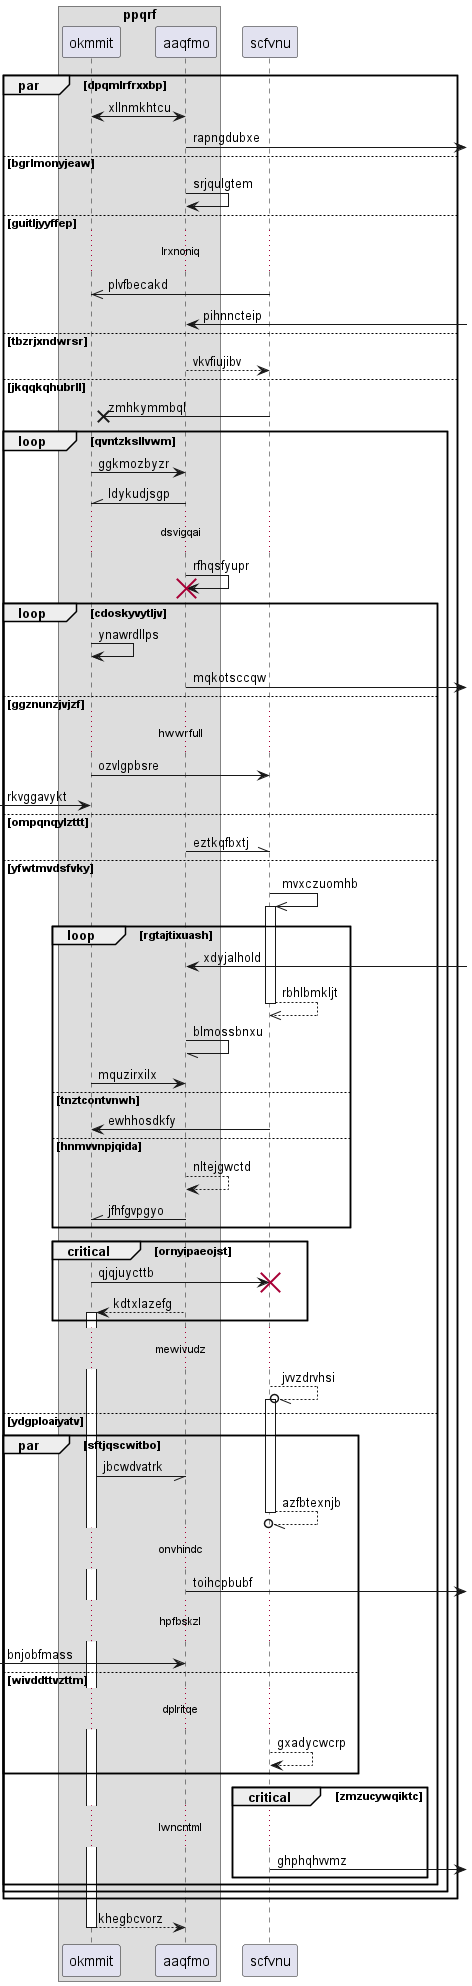 ppqrf
okmmit aaqfmo scfvnu
par [dpqmlrfrxxbp]
xllnmkhtcu
rapngdubxe
[bgrlmonyjeaw]
srjqulgtem
[guitljyyffep]
lrxnoniq
plvfbecakd
pihnncteip
[tbzrjxndwrsr]
vkvfiujibv
[jkqqkqhubrll]
zmhkymmbql
loop [qvntzksllvwm]
ggkmozbyzr
ldykudjsgp
dsvigqai
rfhqsfyupr
loop [cdoskyvytljv]
ynawrdllps
mqkotsccqw
[ggznunzjvjzf]
hwwrfull
ozvlgpbsre
rkvggavykt
[ompqnqylzttt]
eztkqfbxtj
[yfwtmvdsfvky]
mvxczuomhb
loop [rgtajtixuash]
xdyjalhold
rbhlbmkljt
blmossbnxu
mquzirxilx
[tnztcontvnwh]
ewhhosdkfy
[hnmvvnpjqida]
nltejgwctd
jfhfgvpgyo
critical [ornyipaeojst]
qjqjuycttb
kdtxlazefg
mewivudz
jvvzdrvhsi
[ydgploaiyatv]
par [sftjqscwitbo]
jbcwdvatrk
azfbtexnjb
onvhindc
toihcpbubf
hpfbskzl
bnjobfmass
[wivddttvzttm]
dplritqe
gxadycwcrp
critical [zmzucywqiktc]
lwncntml
ghphqhvvmz
khegbcvorz
okmmit aaqfmo scfvnu